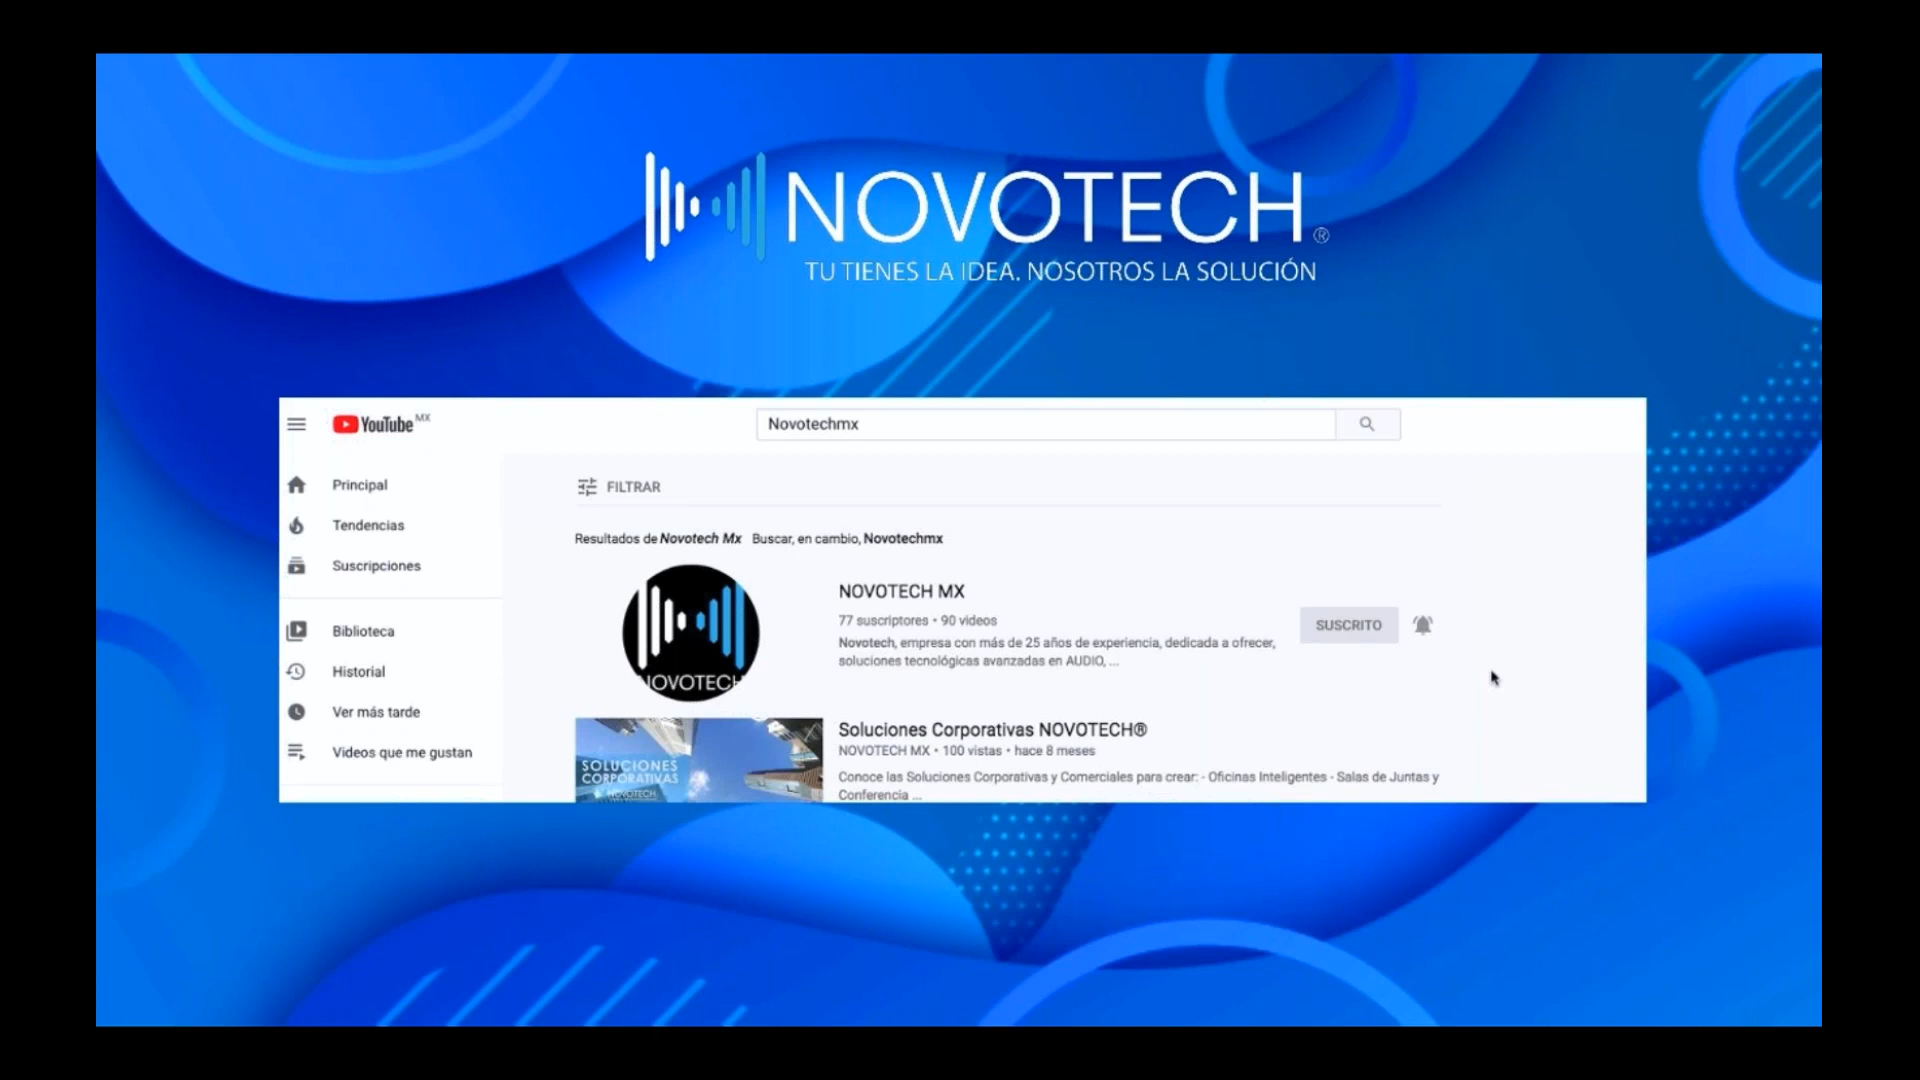 NOVOTECH®
TU TIENES LA IDEA. NOSOTROS LA SOLUCIÓN
YouTube MX
Novotechmx
Principal
Tendencias
Suscripciones
Biblioteca
Historial
Ver más tarde
Videos que me gustan
FILTRAR
Resultados de Novotech Mx Buscar, en cambio, Novotechmx
NOVOTECH
NOVOTECH MX
77 suscriptores • 90 videos
Novotech, empresa con más de 25 años de experiencia, dedicada a ofrecer,
soluciones tecnológicas avanzadas en AUDIO, ...
SUSCRITO
SOLUCIONES
CORPORATIVAS
NOVOTECH
Soluciones Corporativas NOVOTECH®
NOVOTECH MX • 100 vistas • hace 8 meses
Conoce las Soluciones Corporativas y Comerciales para crear: - Oficinas Inteligentes - Salas de Juntas y
Conferencia ...